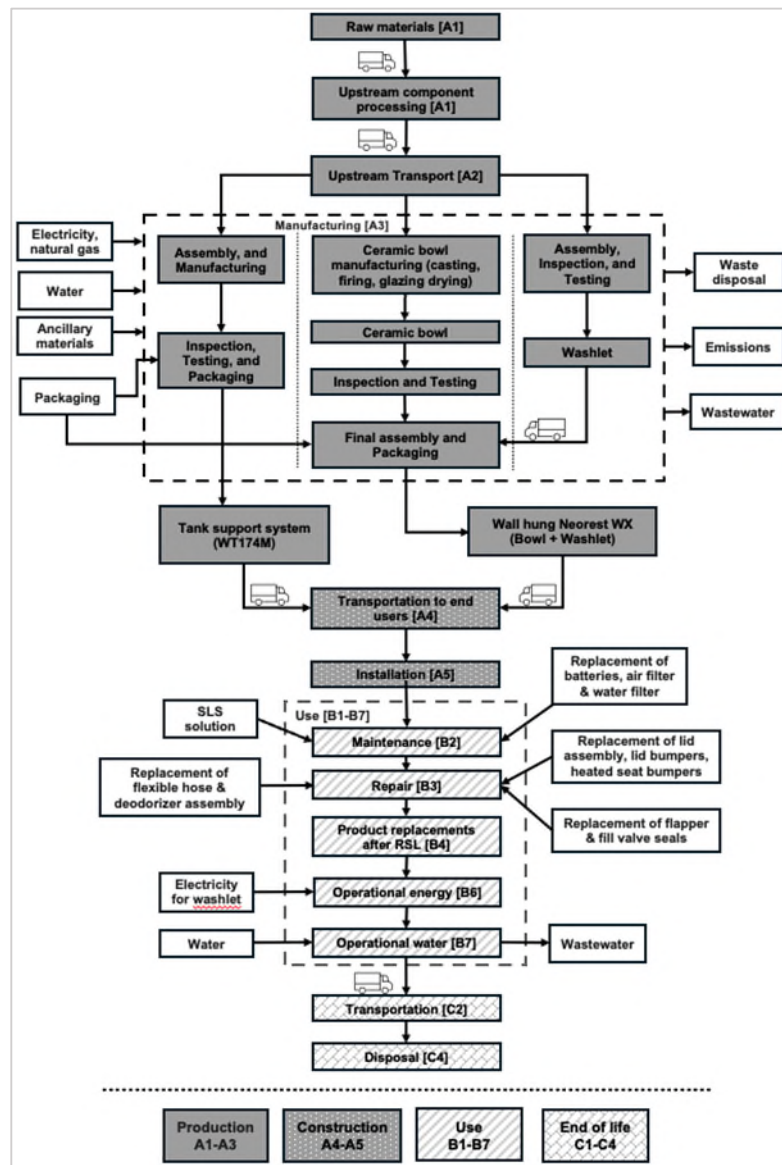 Raw materials [A1]
Upstream component
processing [A1]
Upstream Transport [A2]
Manufacturing [A3]
Electricity,
natural gas
Water
Ancillary
materials
Packaging
Assembly, and
Manufacturing
Inspection,
Testing, and
Packaging
Ceramic bowl
manufacturing (casting,
firing, glazing drying)
Ceramic bowl
Inspection and Testing
Final assembly and
Packaging
Assembly,
Inspection, and
Testing
Washlet
Waste
disposal
Emissions
Wastewater
Tank support system
(WT174M)
Wall hung Neorest WX
(Bowl + Washlet)
Transportation to end
users [A4]
Installation [A5]
Use [B1-B7]
SLS
solution
Maintenance [B2]
Replacement of
batteries, air filter
& water filter
Replacement of
flexible hose &
deodorizer assembly
Repair [B3]
Replacement of lid
assembly, lid bumpers,
heated seat bumpers
Replacement of flapper
& fill valve seals
Product replacements
after RSL [B4]
Electricity
for washlet
Operational energy [B6]
Water
Operational water [B7]
Wastewater
Transportation [C2]
Disposal [C4]
Production
A1-A3
Construction
A4-A5
Use
B1-B7
End of life
C1-C4